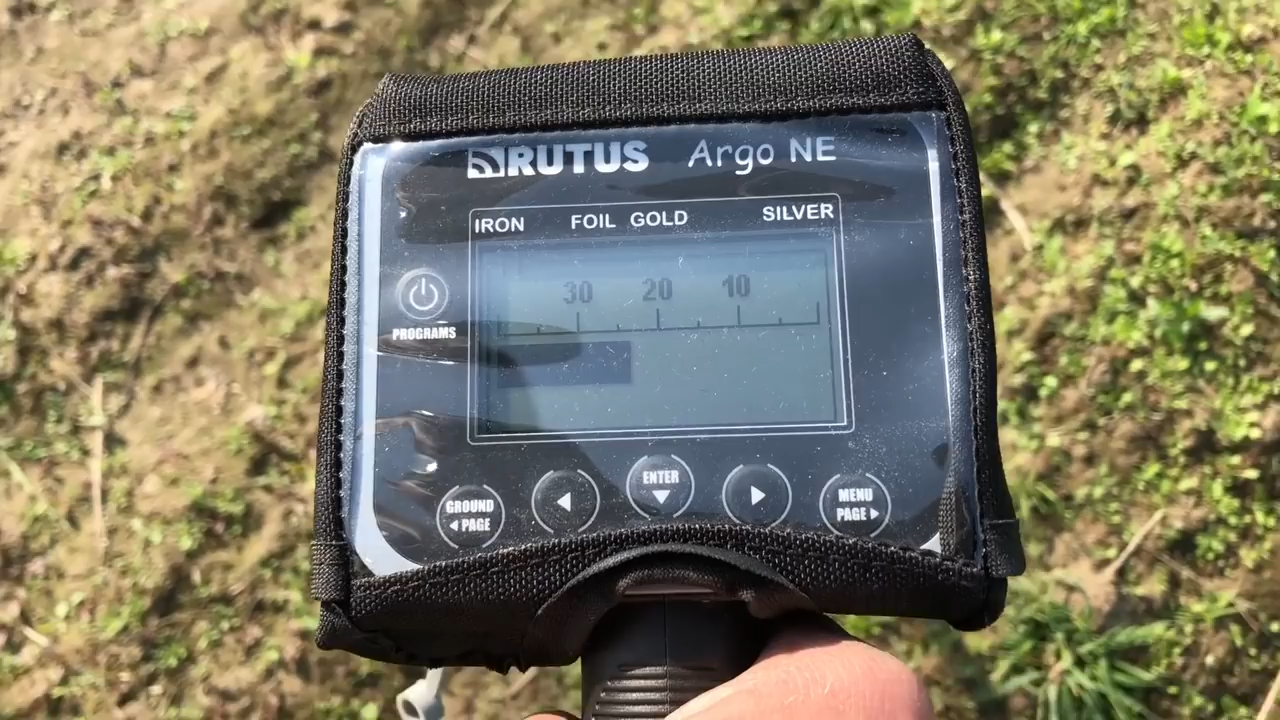 RUTUS Argo NE
IRON FOIL GOLD SILVER
30 20 10
PROGRAMS
ENTER
GROUND
PAGE
MENU
PAGE